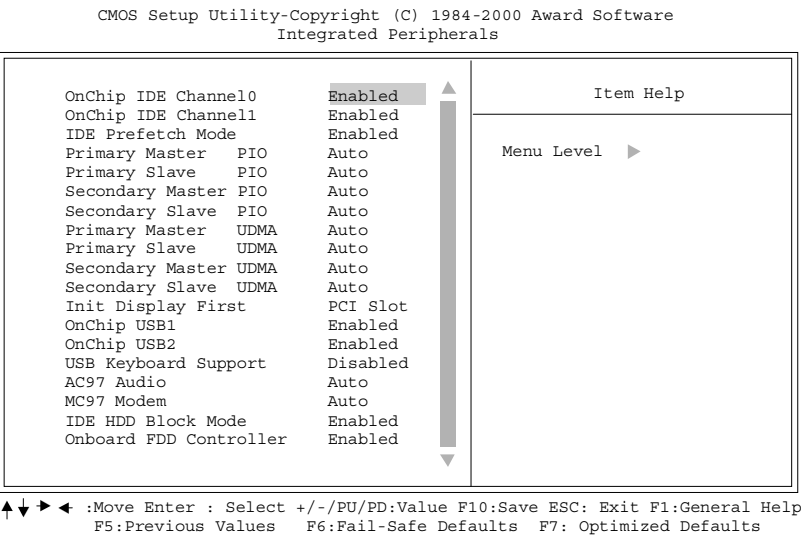 CMOS Setup Utility-Copyright (C) 1984-2000 Award Software
Integrated Peripherals
OnChip IDE Channel0 Enabled
OnChip IDE Channel1 Enabled
IDE Prefetch Mode Enabled
Primary Master PIO Auto
Primary Slave PIO Auto
Secondary Master PIO Auto
Secondary Slave PIO Auto
Primary Master UDMA Auto
Primary Slave UDMA Auto
Secondary Master UDMA Auto
Secondary Slave UDMA Auto
Init Display First PCI Slot
OnChip USB1 Enabled
OnChip USB2 Enabled
USB Keyboard Support Disabled
AC97 Audio Auto
MC97 Modem Auto
IDE HDD Block Mode Enabled
Onboard FDD Controller Enabled
Item Help
Menu Level
:Move Enter : Select +/-/PU/PD:Value F10:Save ESC: Exit F1:General Help
F5:Previous Values F6:Fail-Safe Defaults F7: Optimized Defaults